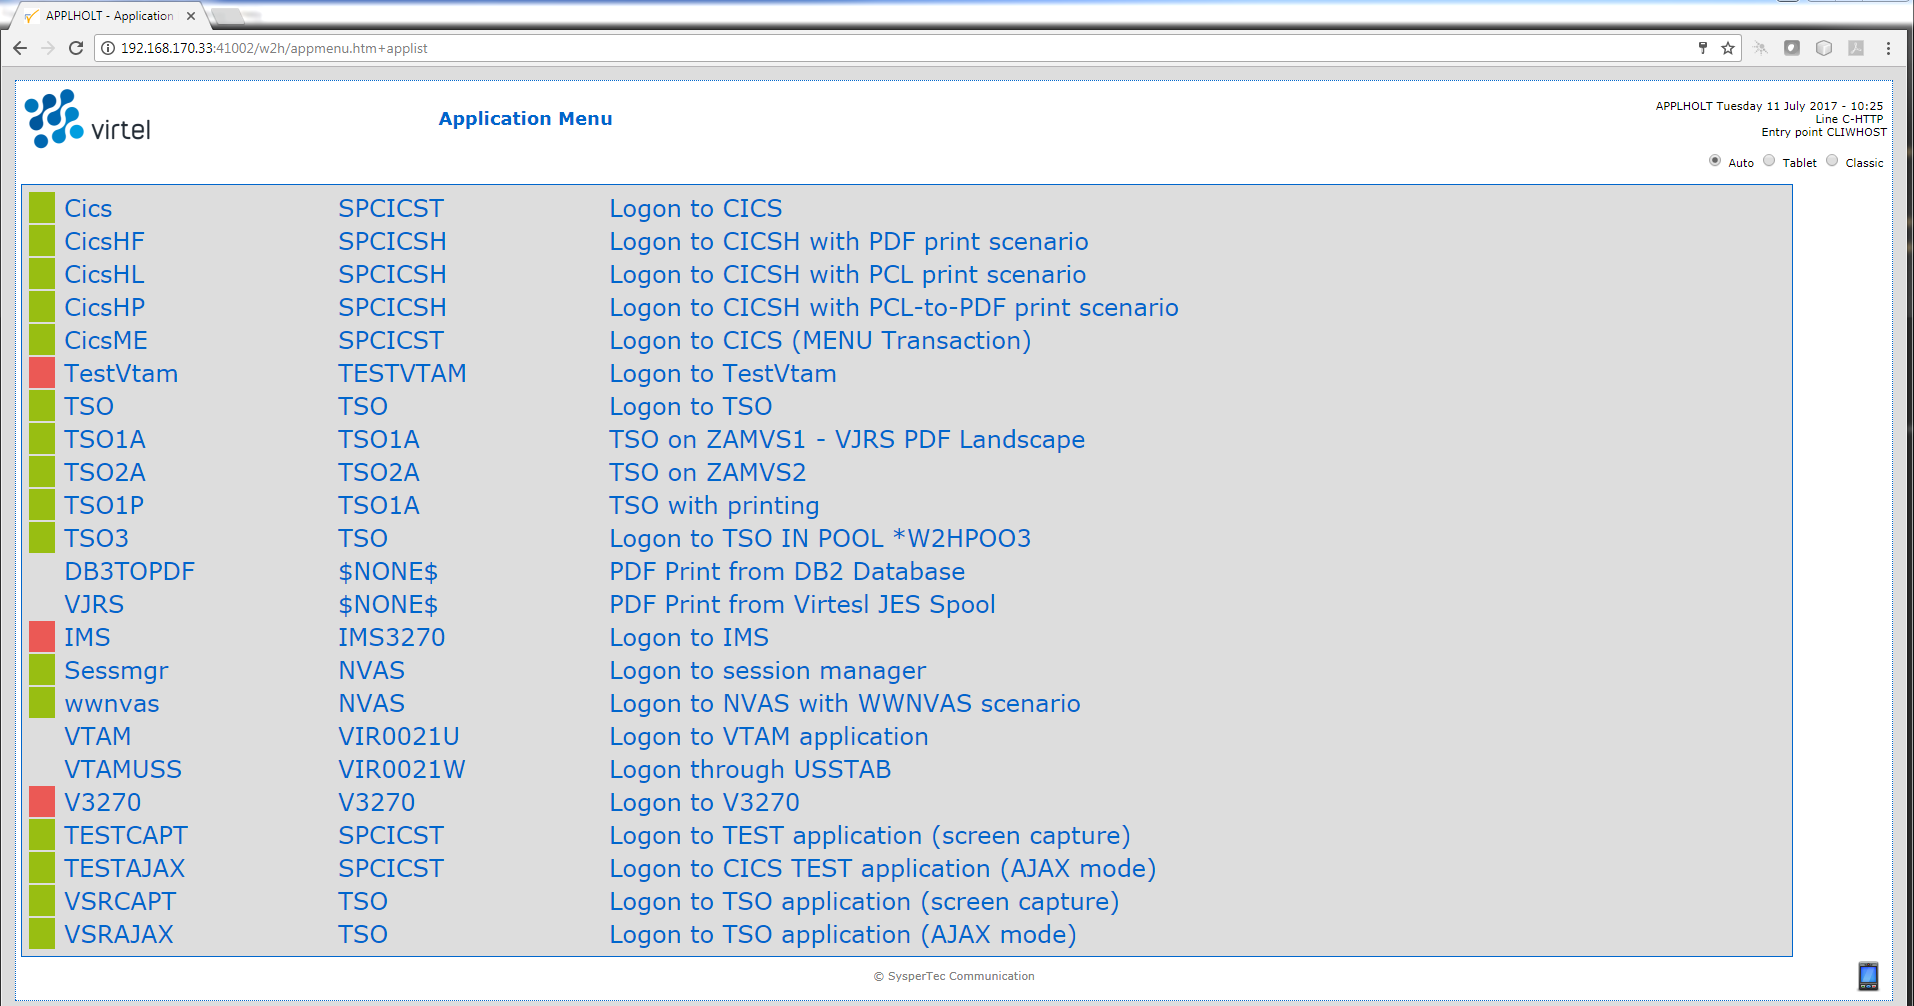 APPLHOLT - Application
192.168.170.33:41002/w2h/appmenu.htm+applist
virtel
Application Menu
APPLHOLT Tuesday 11 July 2017 - 10:25
Line C-HTTP
Entry point CLIWHOST
Auto Tablet Classic
Cics SPCICST Logon to CICS
CicsHF SPCICSH Logon to CICSH with PDF print scenario
CicsHL SPCICSH Logon to CICSH with PCL print scenario
CicsHP SPCICSH Logon to CICSH with PCL-to-PDF print scenario
CicsME SPCICST Logon to CICS (MENU Transaction)
TestVtam TESTVTAM Logon to TestVtam
TSO TSO Logon to TSO
TSO1A TSO1A TSO on ZAMVS1 - VJRS PDF Landscape
TSO2A TSO2A TSO on ZAMVS2
TSO1P TSO1A TSO with printing
TSO3 TSO Logon to TSO IN POOL *W2HPOO3
DB3TOPDF $NONE$ PDF Print from DB2 Database
VJRS $NONE$ PDF Print from Virtesl JES Spool
IMS IMS3270 Logon to IMS
Sessmgr NVAS Logon to session manager
wwnvas NVAS Logon to NVAS with WWNVAS scenario
VTAM VIR0021U Logon to VTAM application
VTAMUSS VIR0021W Logon through USSTAB
V3270 V3270 Logon to V3270
TESTCAPT SPCICST Logon to TEST application (screen capture)
TESTAJAX SPCICST Logon to CICS TEST application (AJAX mode)
VSRCAPT TSO Logon to TSO application (screen capture)
VSRAJAX TSO Logon to TSO application (AJAX mode)
© SysperTec Communication